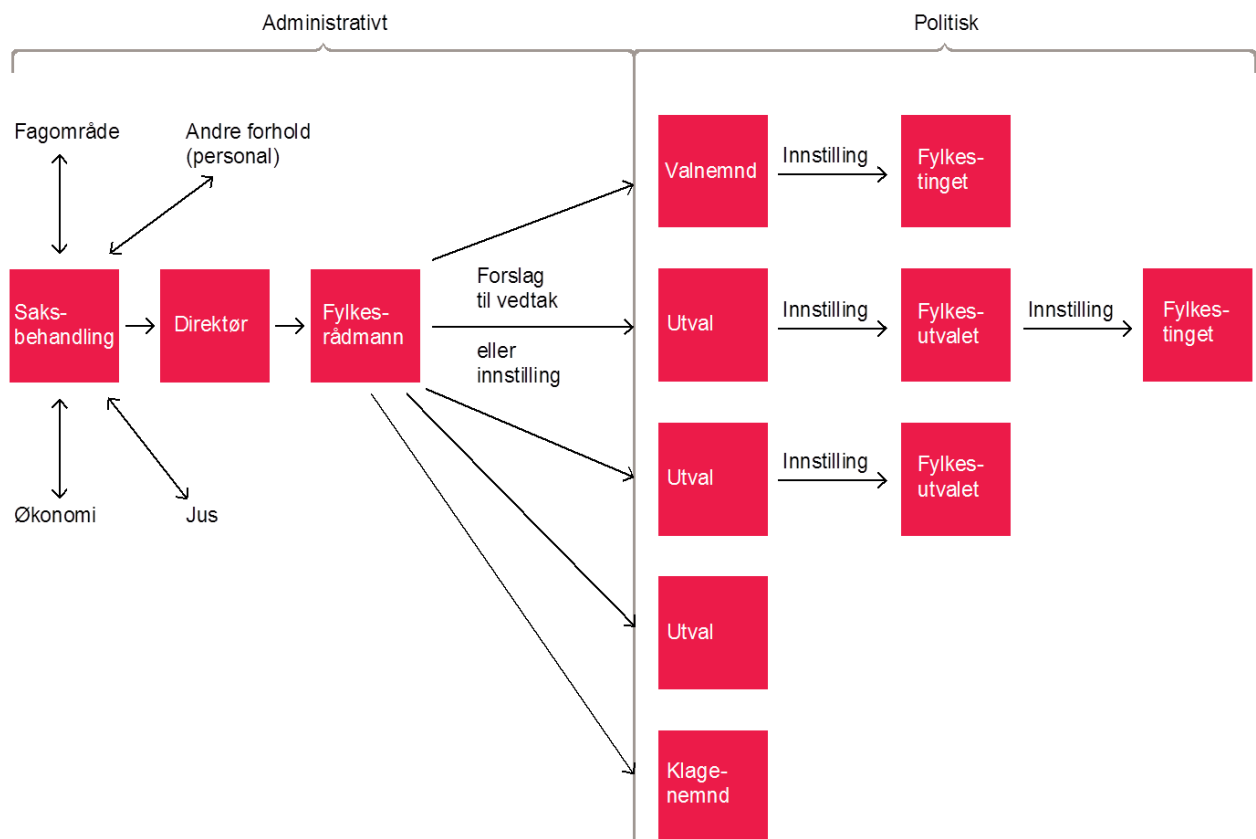 Administrativt
Politisk
Fagområde
Andre forhold
(personal)
Saks-
behandling
Direktør
Fylkes-
rådmann
Økonomi
Jus
Forslag
til vedtak
eller
innstilling
Valnemnd
Innstilling
Fylkes-
tinget
Utval
Innstilling
Fylkes-
utvalet
Innstilling
Fylkes-
tinget
Utval
Innstilling
Fylkes-
utvalet
Utval
Klage-
nemnd